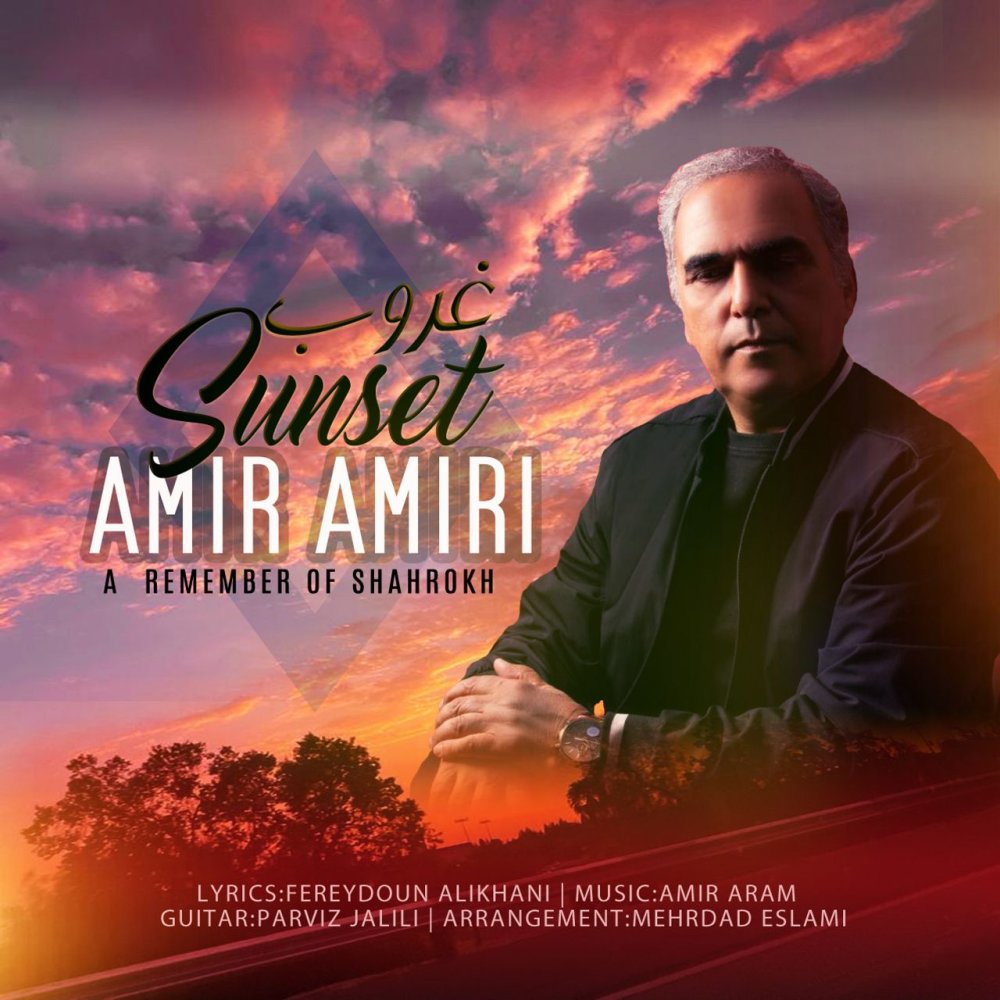 غروب
Sunset
AMIR AMIRI
A REMEMBER OF SHAHROKH
LYRICS:FEREYDOUN ALIKHANI | MUSIC:AMIR ARAM
GUITAR:PARVIZ JALILI | ARRANGEMENT:MEHRDAD ESLAMI